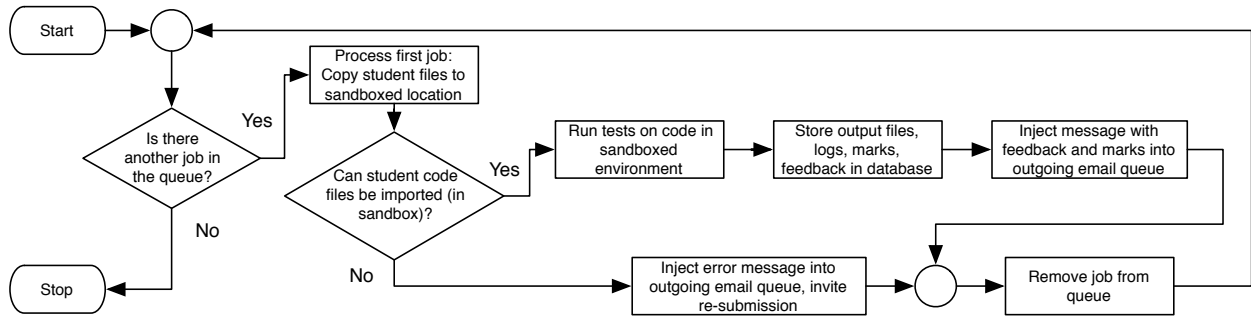 Start
Process first job:
Copy student files to
sandboxed location
Is there
another job in
the queue?
Yes
No
Stop
Can student code
files be imported (in
sandbox)?
Yes
No
Run tests on code in
sandboxed
environment
Store output files,
logs, marks,
feedback in database
Inject message with
feedback and marks into
outgoing email queue
Inject error message into
outgoing email queue, invite
re-submission
Remove job from
queue